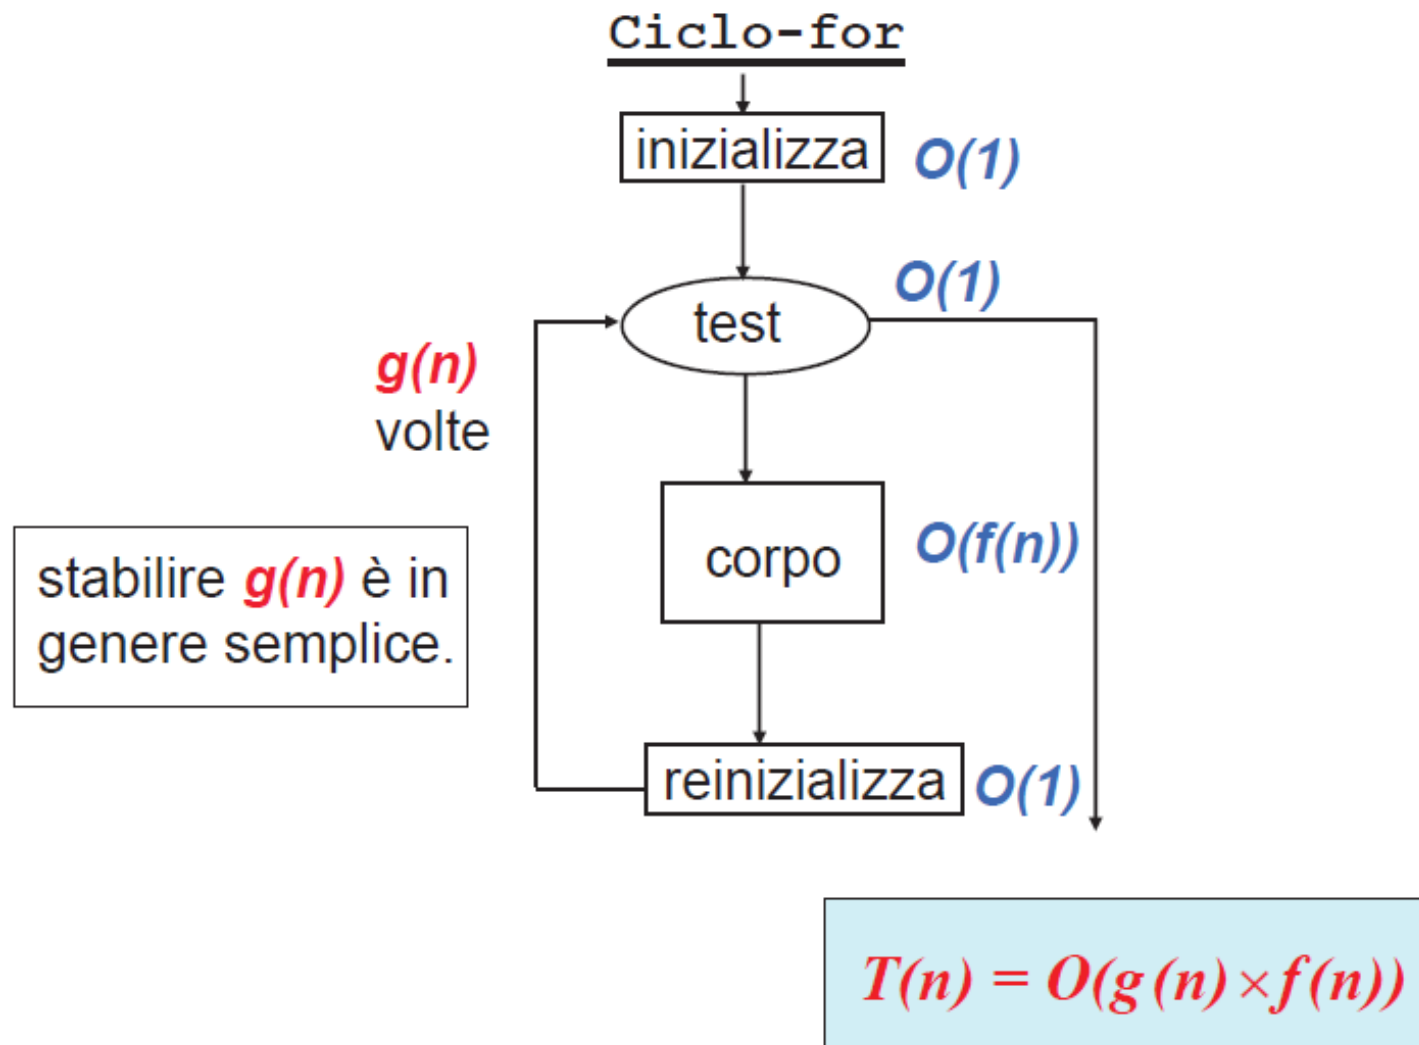 Ciclo-for
inizializza
O(1)
O(1)
test
g(n)
volte
corpo
O(f(n))
stabilire g(n) è in
genere semplice.
reinizializza
O(1)
T(n) = O(g(n)×f(n))